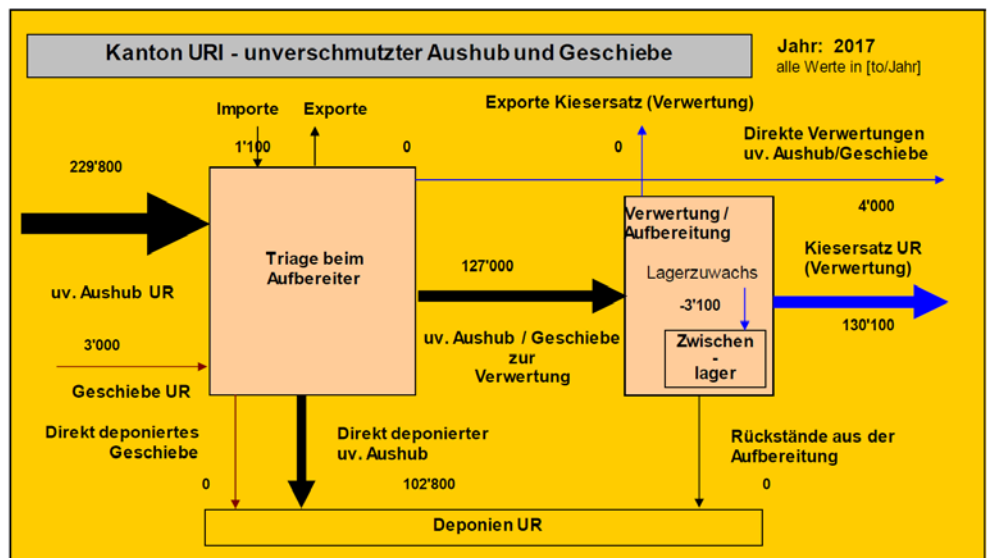 Kanton URI - unverschmutzter Aushub und Geschiebe
Jahr: 2017
alle Werte in [to/Jahr]
Importe
Exporte
Exporte Kiesersatz (Verwertung)
1'100
0
0
Direkte Verwertungen
uv. Aushub/Geschiebe
4'000
229'800
uv. Aushub UR
Triage beim
Aufbereiter
127'000
uv. Aushub / Geschiebe
zur
Verwertung
Verwertung /
Aufbereitung
Lagerzuwachs
-3'100
Zwischen
-
lager
Kiesersatz UR
(Verwertung)
130'100
3'000
Geschiebe UR
Direkt deponiertes
Geschiebe
0
Direkt deponierter
uv. Aushub
102'800
Rückstände aus der
Aufbereitung
0
Deponien UR